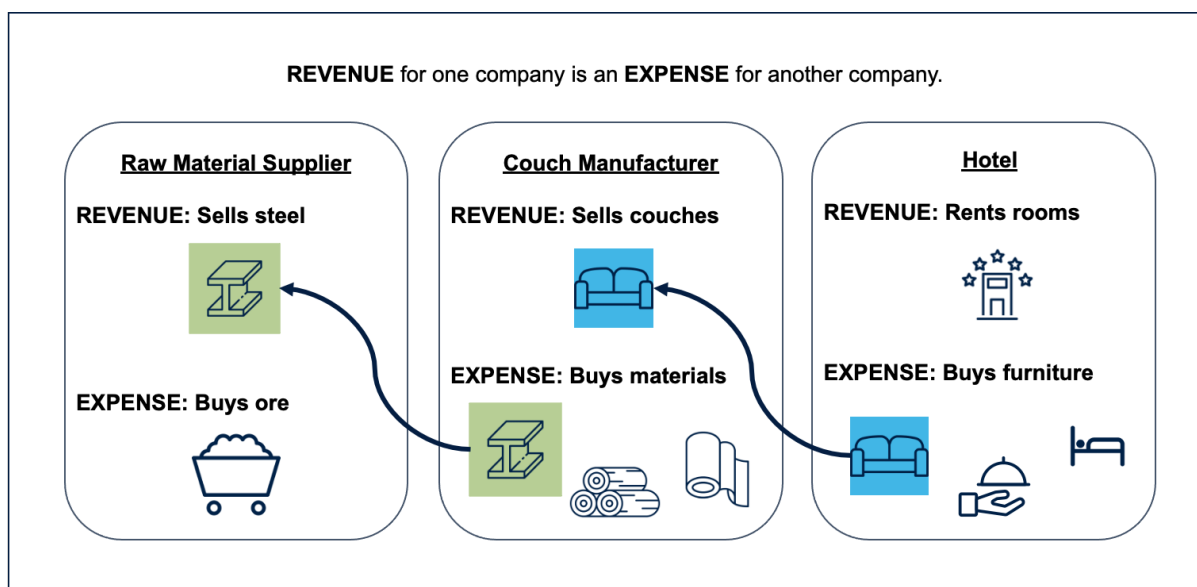 REVENUE for one company is an EXPENSE for another company.
Raw Material Supplier
REVENUE: Sells steel
EXPENSE: Buys ore
Couch Manufacturer
REVENUE: Sells couches
EXPENSE: Buys materials
Hotel
REVENUE: Rents rooms
EXPENSE: Buys furniture